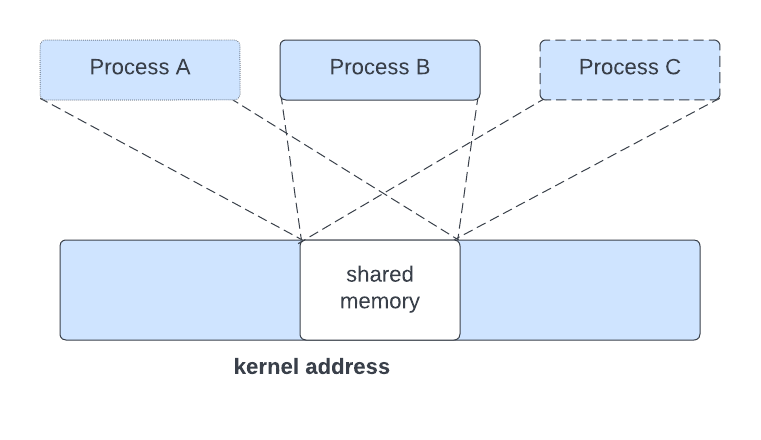 Process A
Process B
Process C
shared
memory
kernel address